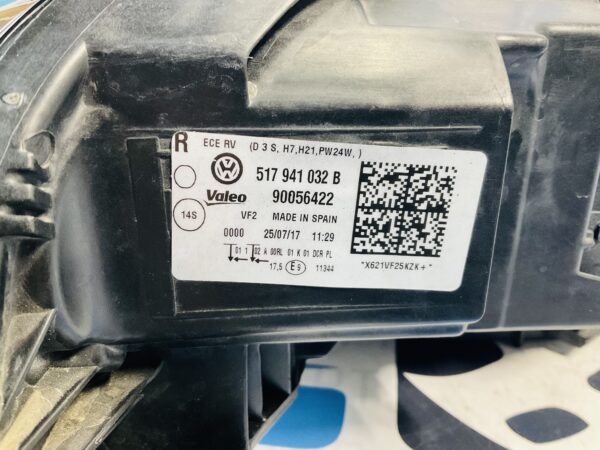 R ECE RV (D 3 S, H7,H21,PW24W, )
517 941 032 B
Valeo 90056422
14S VF2 MADE IN SPAIN
0000 25/07/17 11:29
01 1 02 A 00RL 01 K 01 DCR PL
17,5 E9 11344
"X621VF25KZK+"